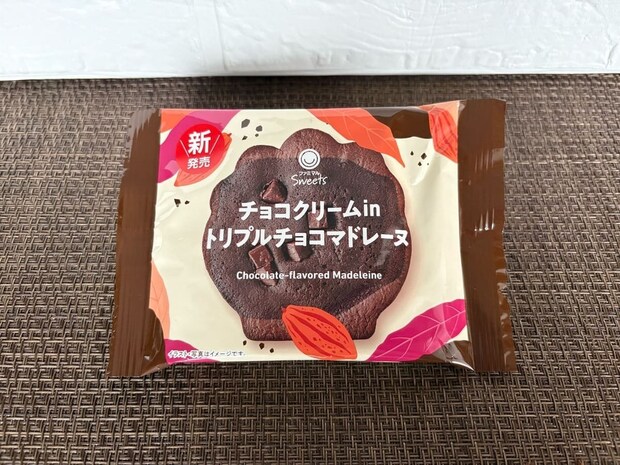 新
発売
ファミマル
Sweets
チョコクリームin
トリプルチョコマドレーヌ
Chocolate-flavored Madeleine
イラスト・写真はイメージです。